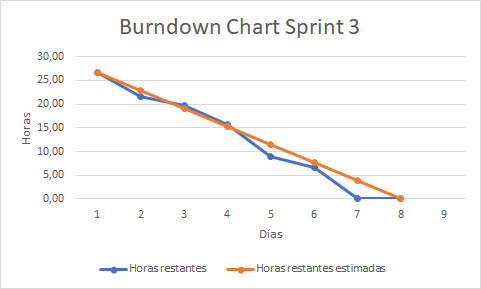 Burndown Chart Sprint 3
30,00
25,00
20,00
15,00
10,00
5,00
0,00
Horas
1 2 3 4 5 6 7 8 9
Días
Horas restantes Horas restantes estimadas